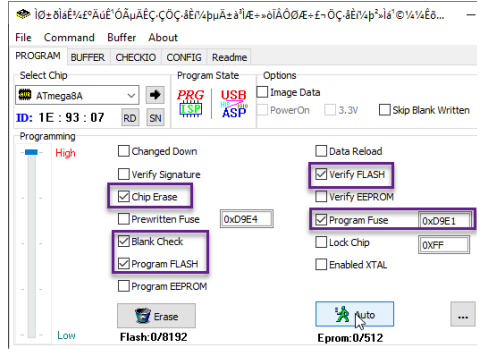 File Command Buffer About
PROGRAM BUFFER CHECKIO CONFIG Readme
Select Chip Program State Options
ATmega8A PRG USB Image Data
ISP ASP PowerOn 3.3V Skip Blank Written
ID: 1E : 93 : 07 RD SN
Programming
High Changed Down Data Reload
Verify Signature Verify FLASH
Chip Erase Verify EEPROM
Prewritten Fuse 0xD9E4 Program Fuse 0xD9E1
Blank Check Lock Chip 0XFF
Program FLASH Enabled XTAL
Program EEPROM
Erase Auto ...
Low Flash:0/8192 Eprom:0/512